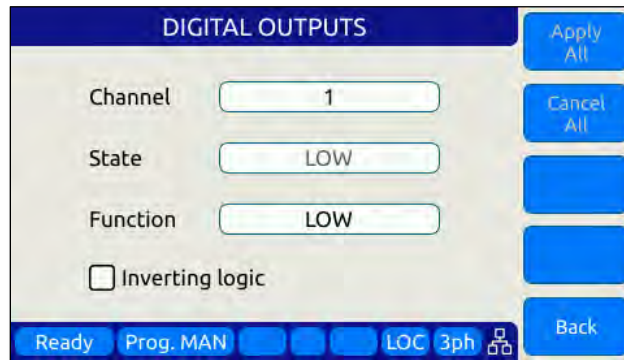 DIGITAL OUTPUTS
Apply
All
Channel 1
Cancel
All
State LOW
Function LOW
Inverting logic
Ready Prog. MAN LOC 3ph
Back